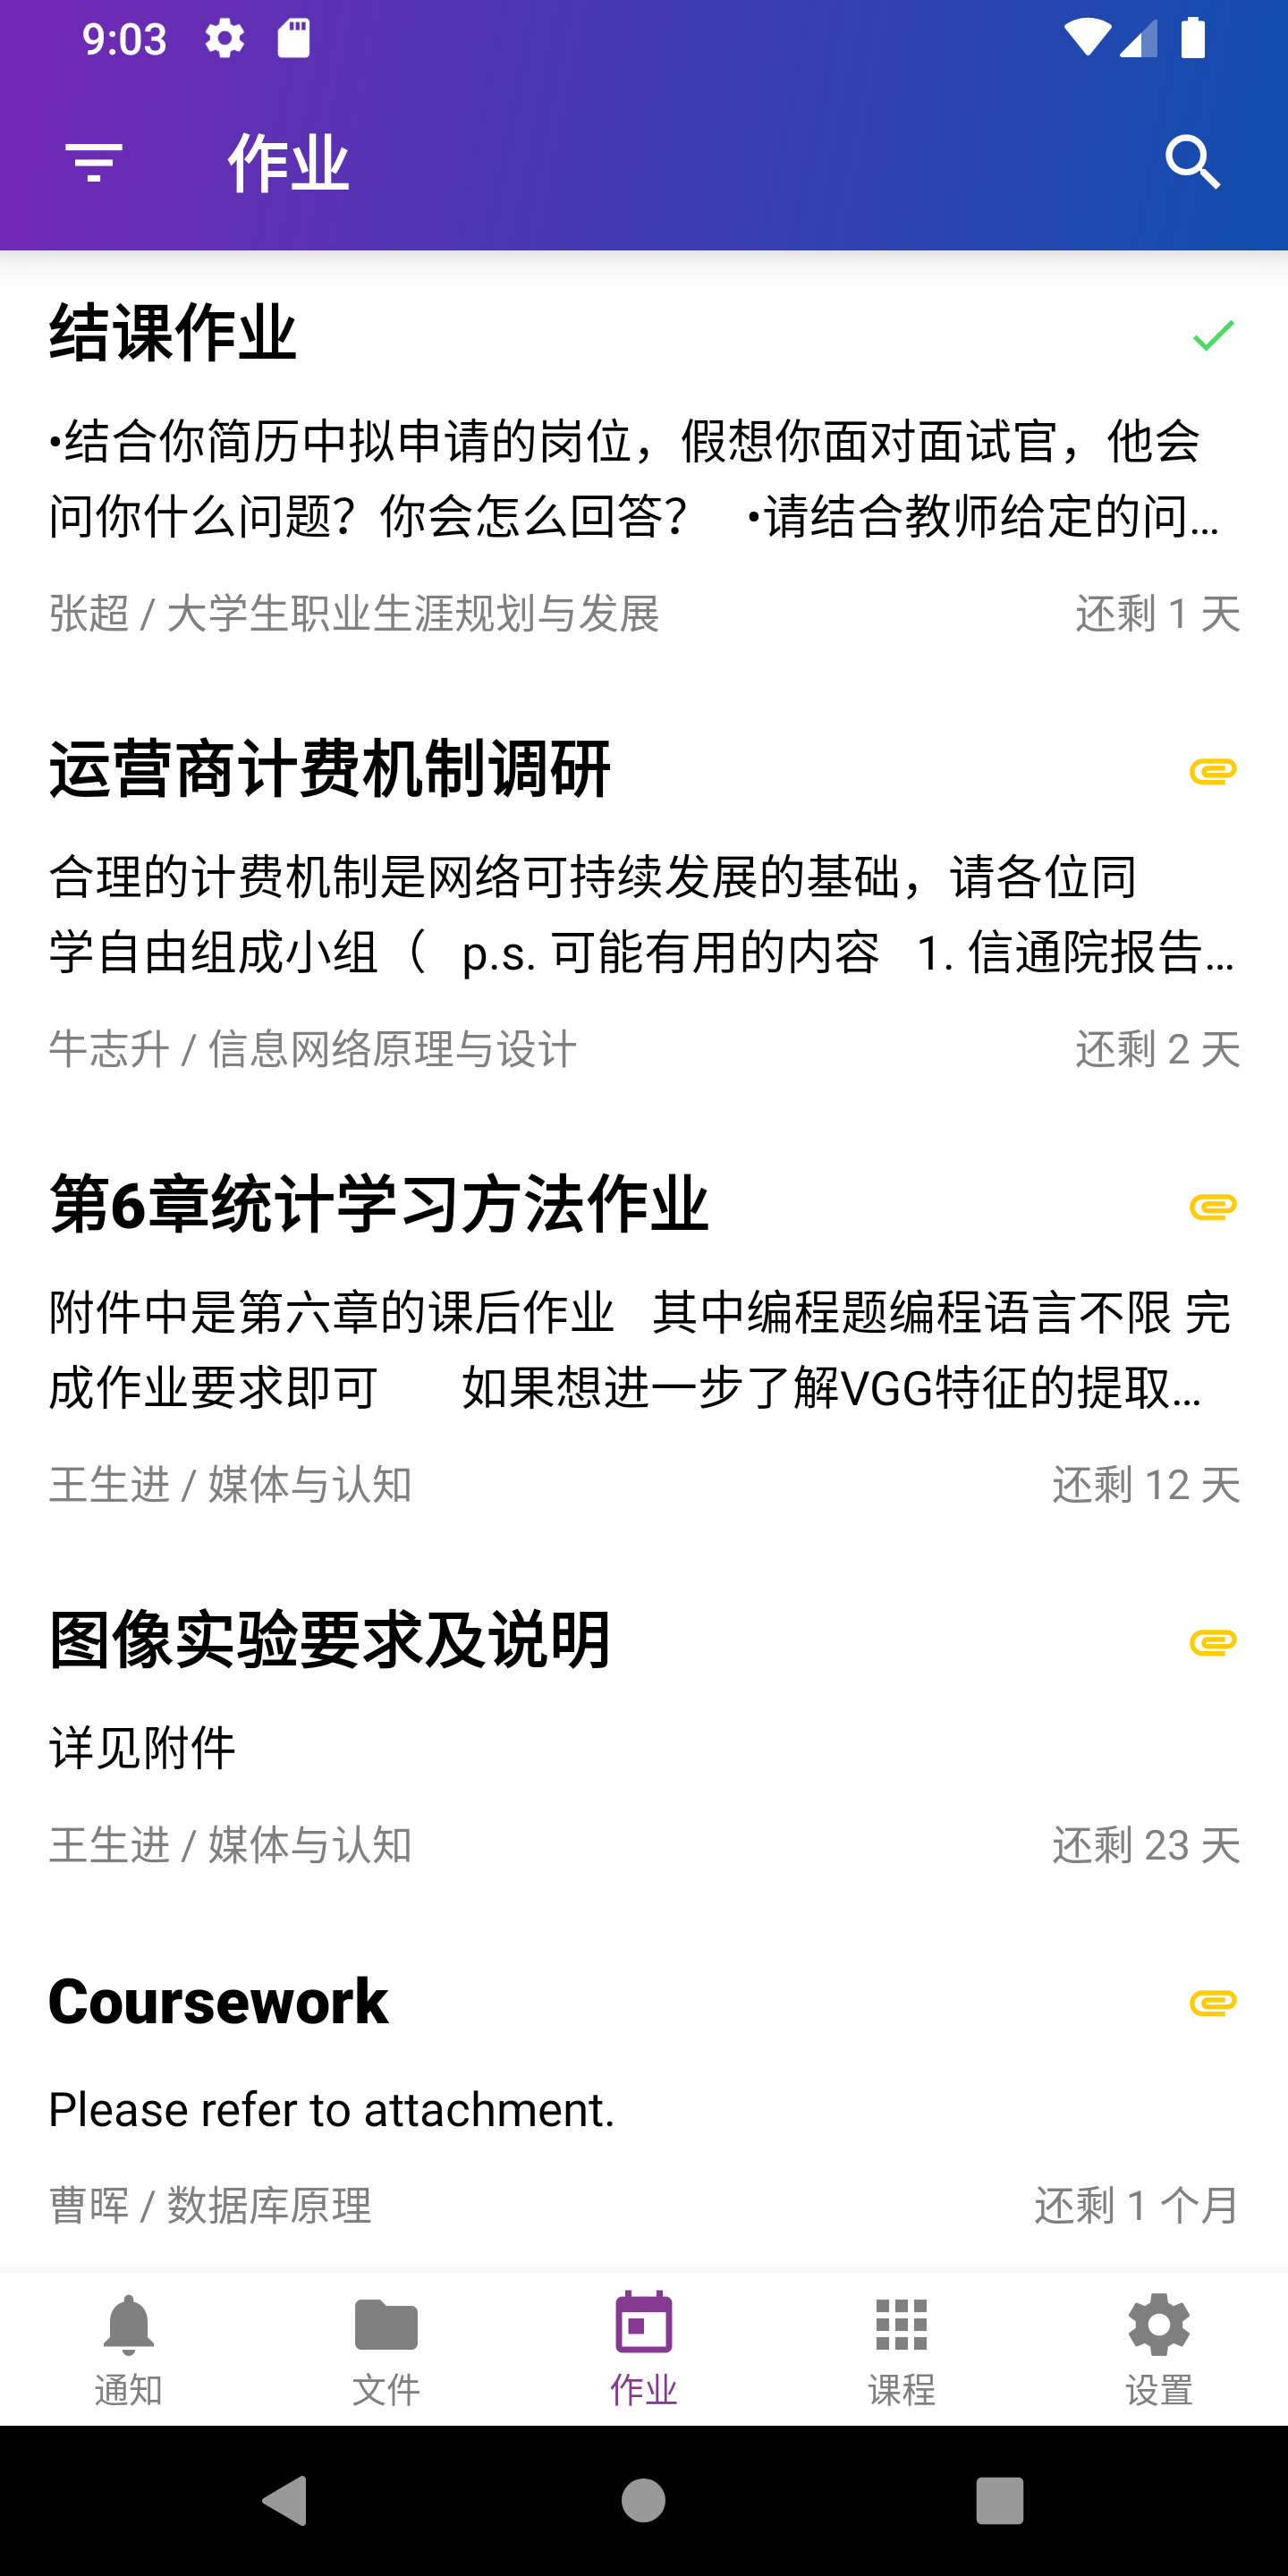 9:03
作业
结课作业
•结合你简历中拟申请的岗位，假想你面对面试官，他会
问你什么问题？你会怎么回答？ •请结合教师给定的问…
张超 / 大学生职业生涯规划与发展 还剩 1 天
运营商计费机制调研
合理的计费机制是网络可持续发展的基础，请各位同
学自由组成小组（ p.s. 可能有用的内容 1. 信通院报告…
牛志升 / 信息网络原理与设计 还剩 2 天
第6章统计学习方法作业
附件中是第六章的课后作业 其中编程题编程语言不限 完
成作业要求即可 如果想进一步了解VGG特征的提取…
王生进 / 媒体与认知 还剩 12 天
图像实验要求及说明
详见附件
王生进 / 媒体与认知 还剩 23 天
Coursework
Please refer to attachment.
曹晖 / 数据库原理 还剩 1 个月
通知 文件 作业 课程 设置